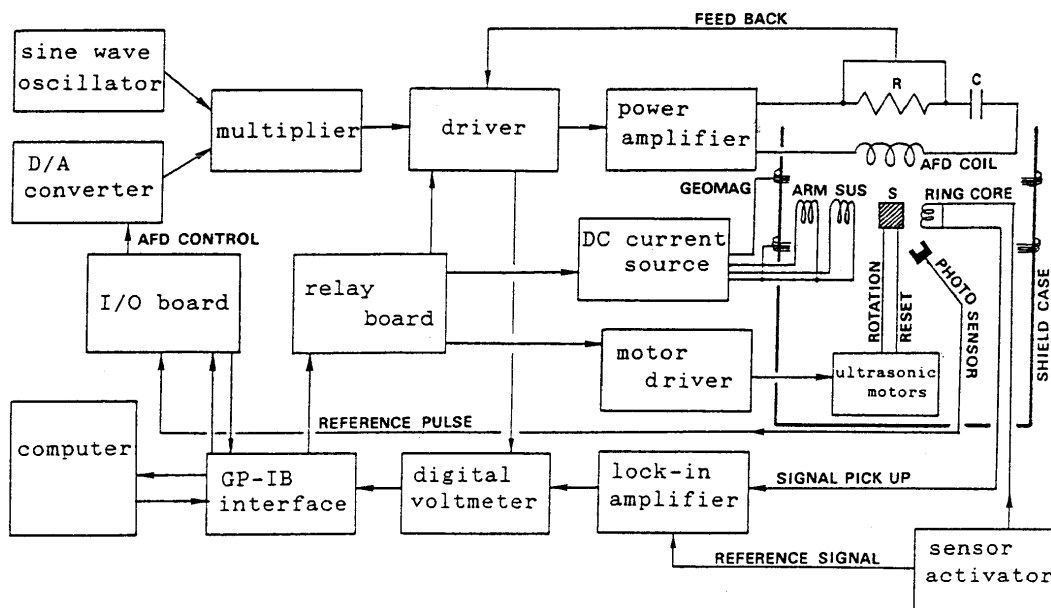 FEED BACK
sine wave
oscillator
multiplier
driver
power
amplifier
R
C
AFD COIL
D/A
converter
GEOMAG
ARM SUS
S
RING CORE
AFD CONTROL
DC current
source
I/O board
relay
board
PHOTO SENSOR
ROTATION
RESET
SHIELD CASE
motor
driver
ultrasonic
motors
REFERENCE PULSE
computer
GP-IB
interface
digital
voltmeter
lock-in
amplifier
SIGNAL PICK UP
REFERENCE SIGNAL
sensor
activator